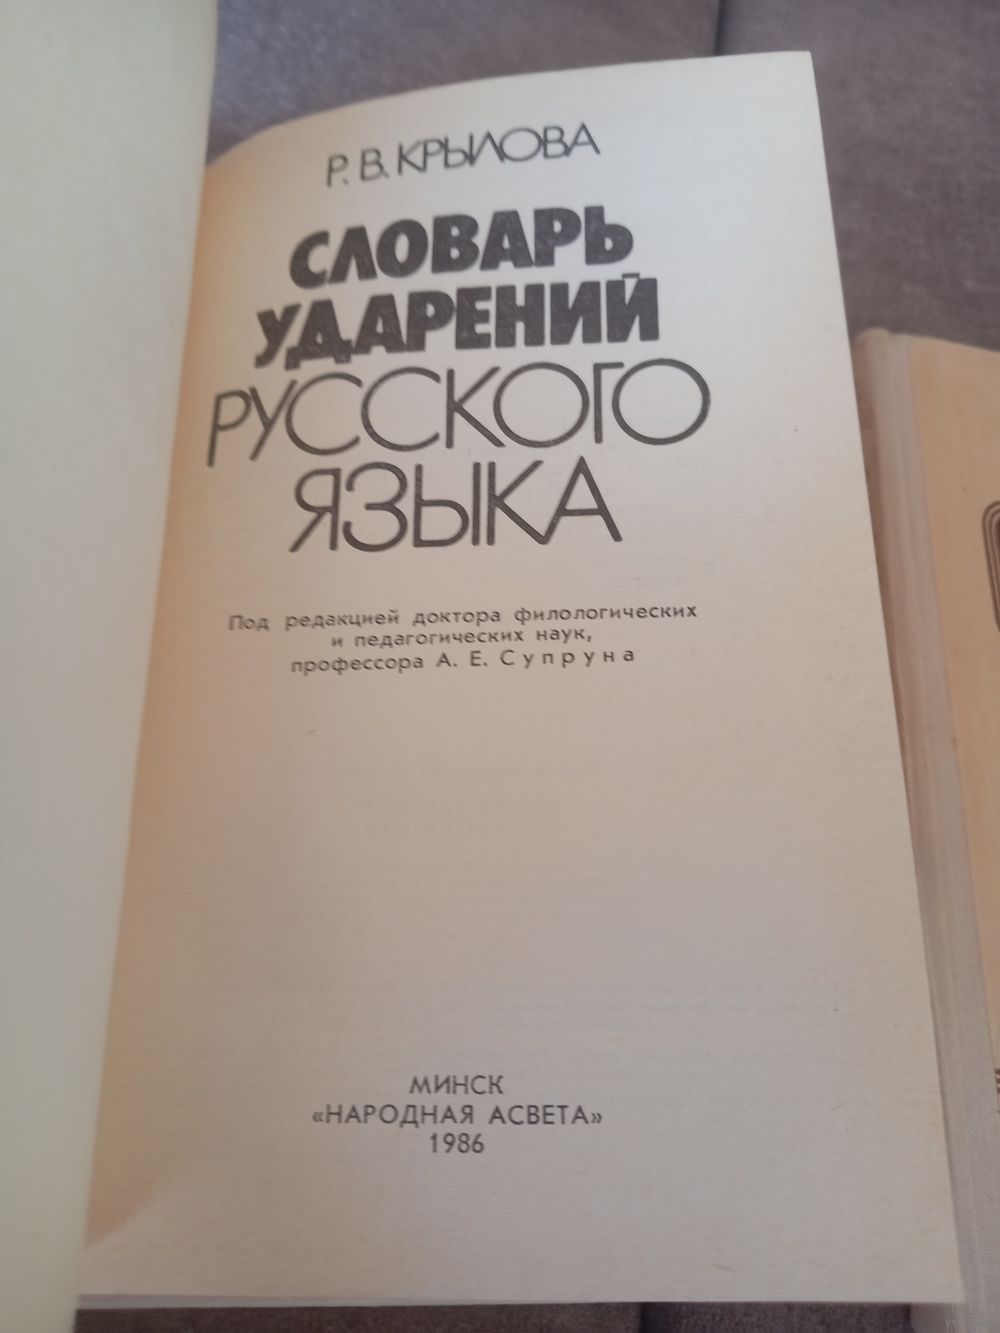 Р. В. КРЫЛОВА
СЛОВАРЬ
УДАРЕНИЙ
РУССКОГО
ЯЗЫКА
Под редакцией доктора филологических
и педагогических наук,
профессора А. Е. Супруна
МИНСК
«НАРОДНАЯ АСВЕТА»
1986